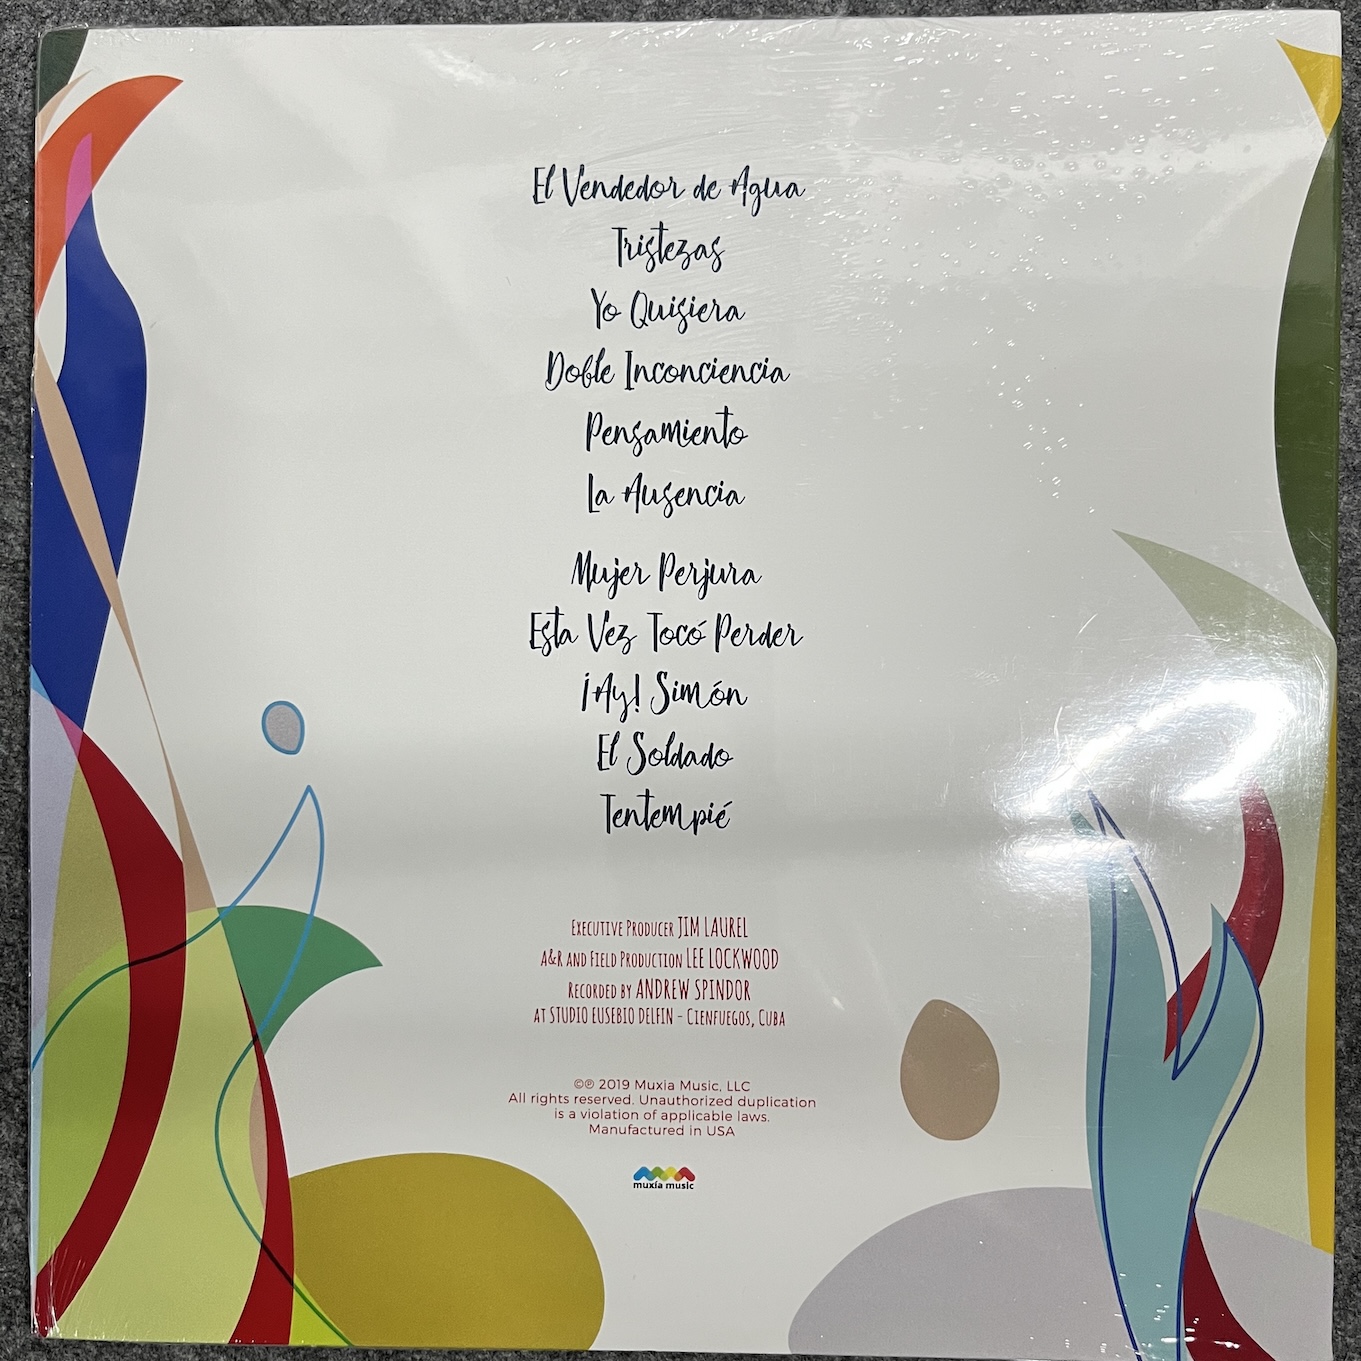 El Vendedor de Agua
Tristezas
Yo Quisiera
Doble Inconciencia
Pensamiento
La Ausencia
Mujer Perjura
Esta Vez Tocó Perder
¡Ay! Simón
El Soldado
Tentempié
Executive Producer JIM LAUREL
A&R and Field Production LEE LOCKWOOD
Recorded by ANDREW SPINDOR
at STUDIO EUSEBIO DELFIN - Cienfuegos, Cuba
©℗ 2019 Muxia Music, LLC
All rights reserved. Unauthorized duplication
is a violation of applicable laws.
Manufactured in USA
muxia music